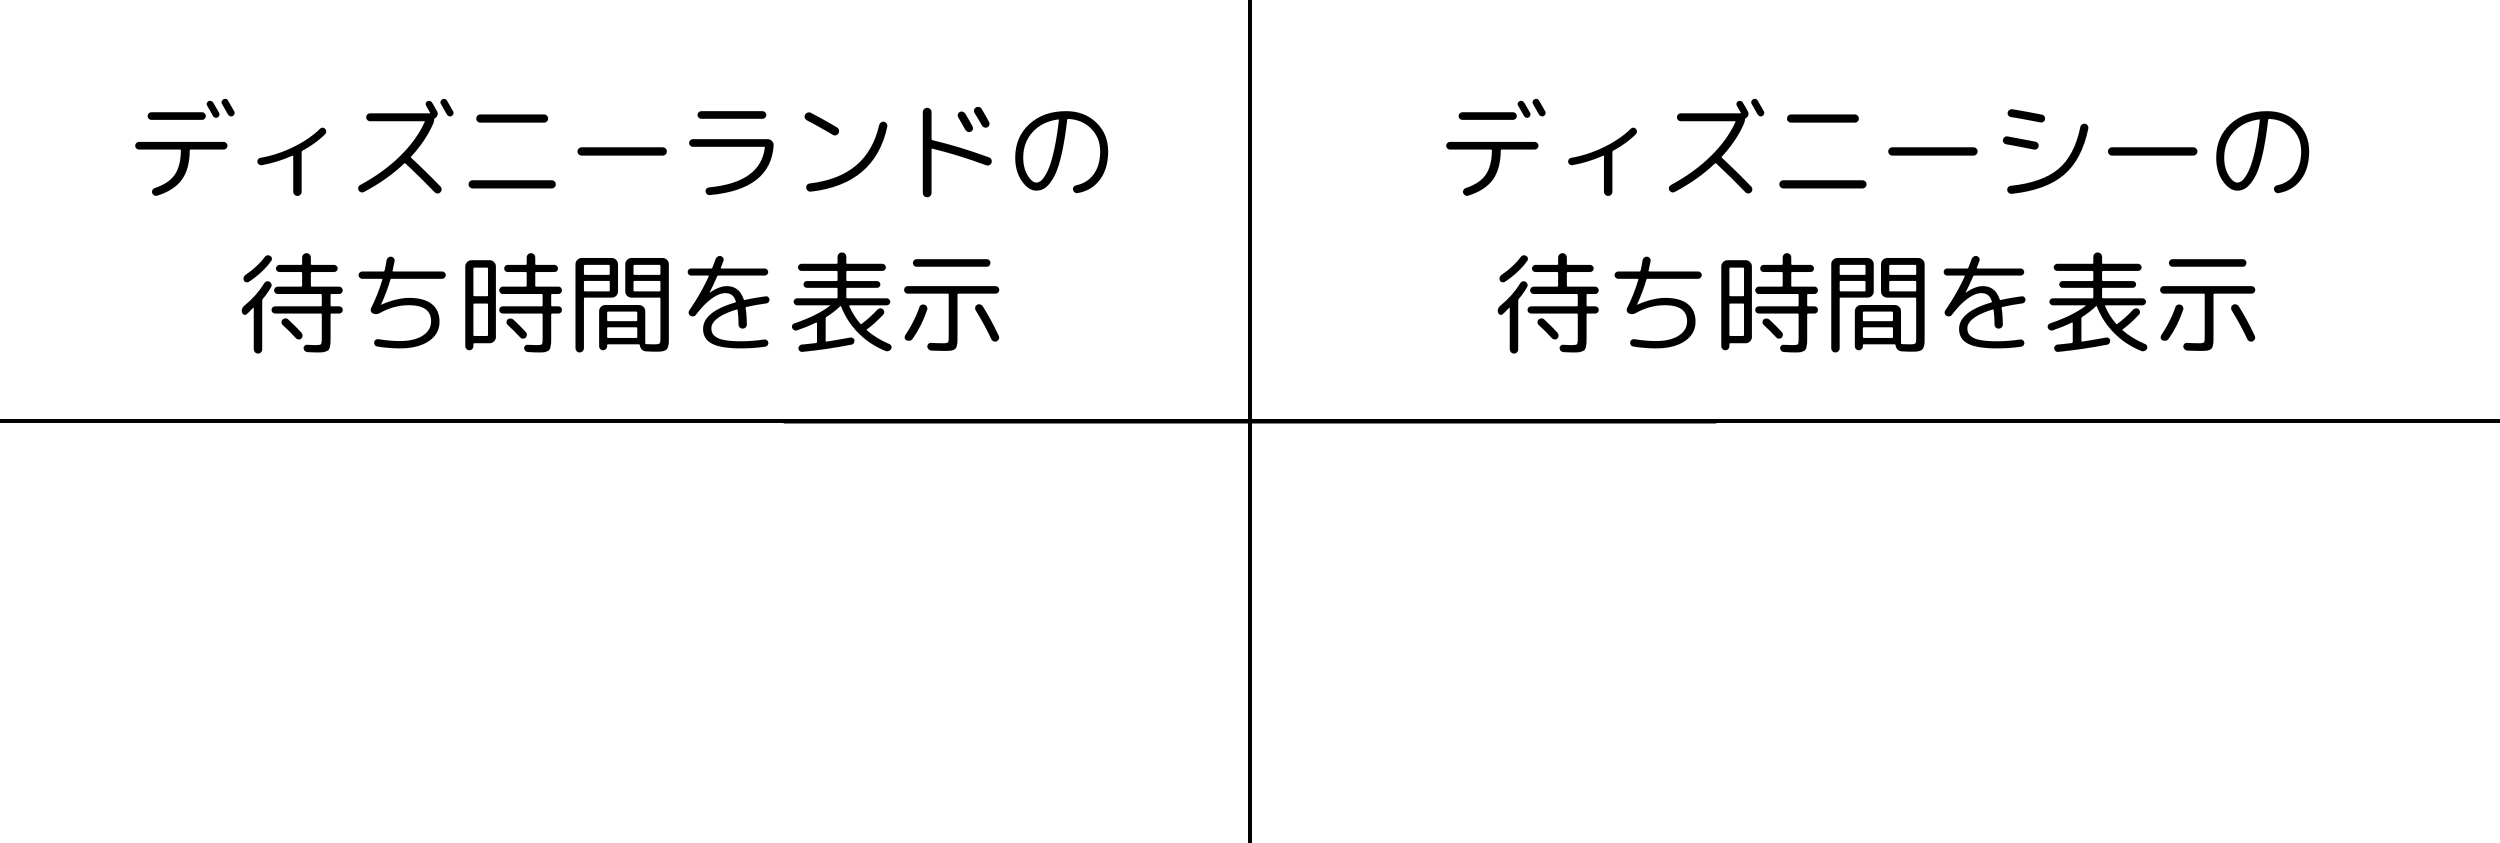 ディズニーランドの
待ち時間を表示
ディズニーシーの
待ち時間を表示